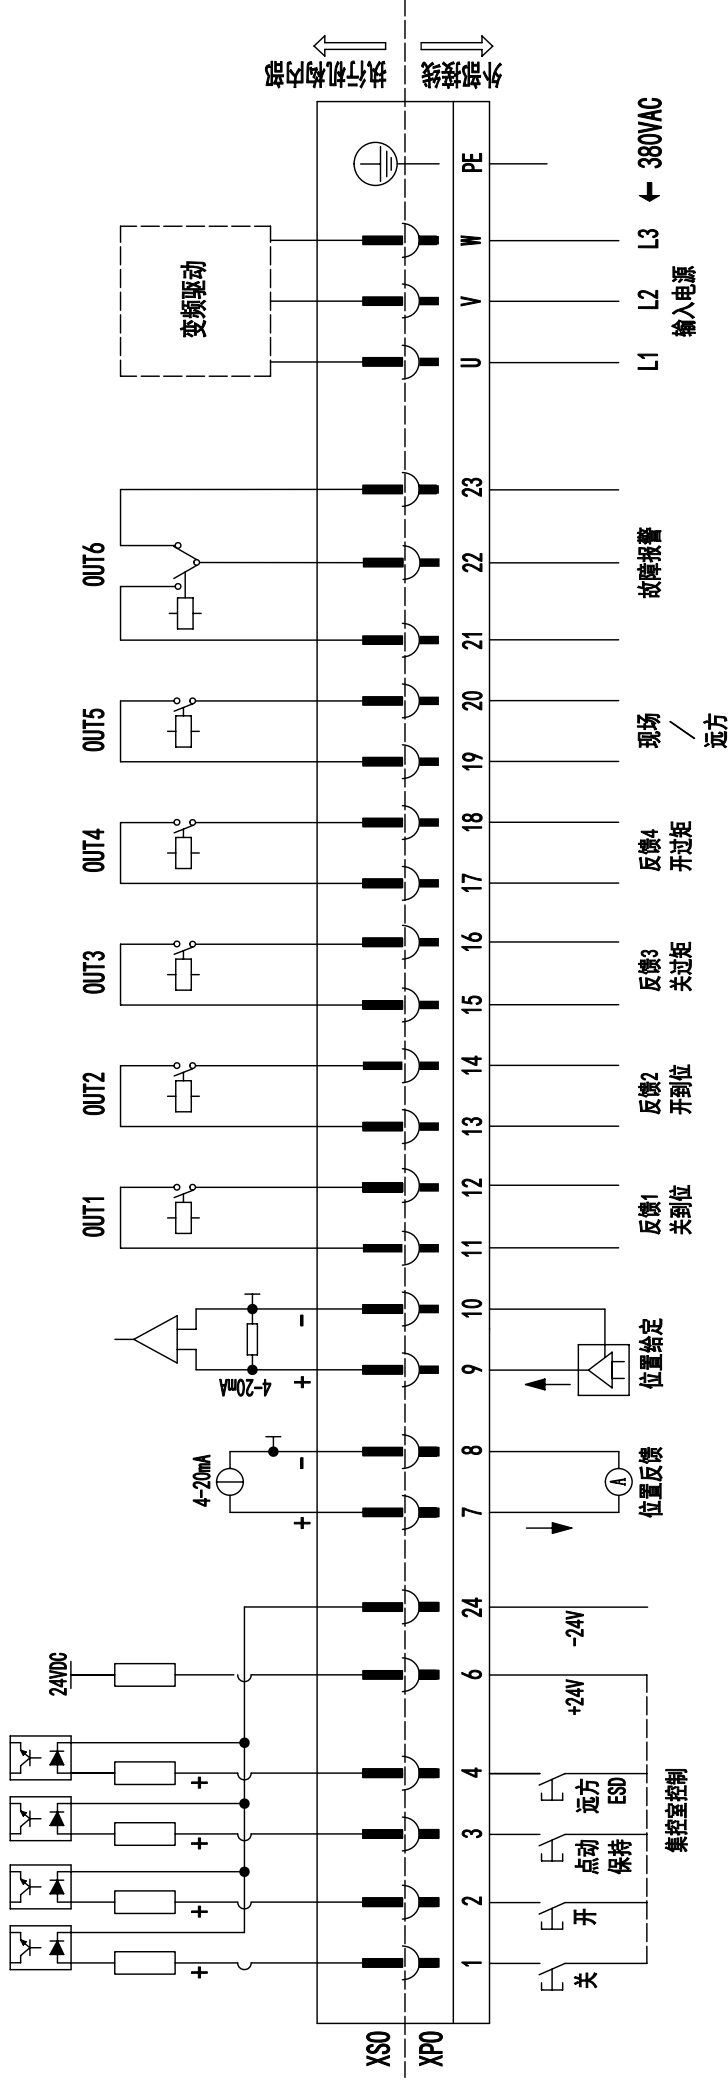 执行机构内部
外部接线
变频驱动
OUT6
OUT5
OUT4
OUT3
OUT2
OUT1
4-20mA
+
-
4-20mA
+
-
24VDC
+
+
+
+
XS0
XP0
PE
W
V
U
23
22
21
20
19
18
17
16
15
14
13
12
11
10
9
8
7
24
6
4
3
2
1
380VAC
L3
L2
L1
输入电源
故障报警
现场
/
远方
反馈4
开过矩
反馈3
关过矩
反馈2
开到位
反馈1
关到位
位置给定
A
位置反馈
-24V
+24V
远方
ESD
点动
保持
开
关
集控室控制